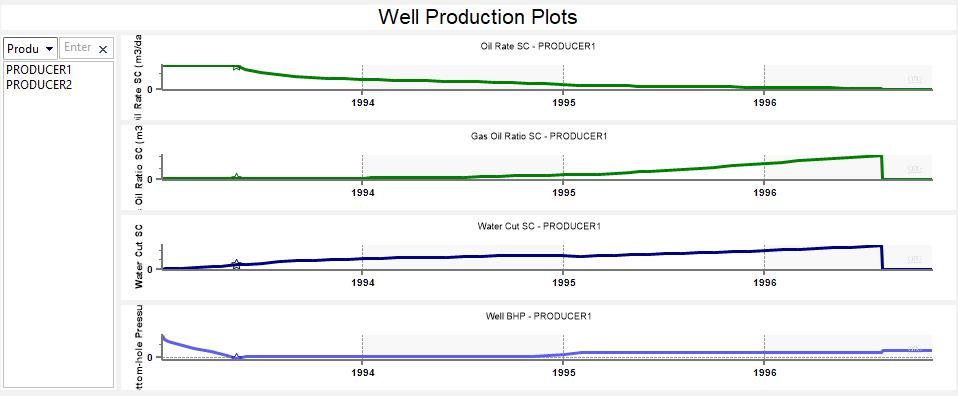 Well Production Plots
Produ
Enter
PRODUCER1
PRODUCER2
Oil Rate SC - PRODUCER1
il Rate SC (m3/da
0
1994
1995
1996
Gas Oil Ratio SC - PRODUCER1
Oil Ratio SC (m3
0
1994
1995
1996
Water Cut SC - PRODUCER1
Water Cut SC
0
1994
1995
1996
Well BHP - PRODUCER1
ttom-hole Pressu
0
1994
1995
1996